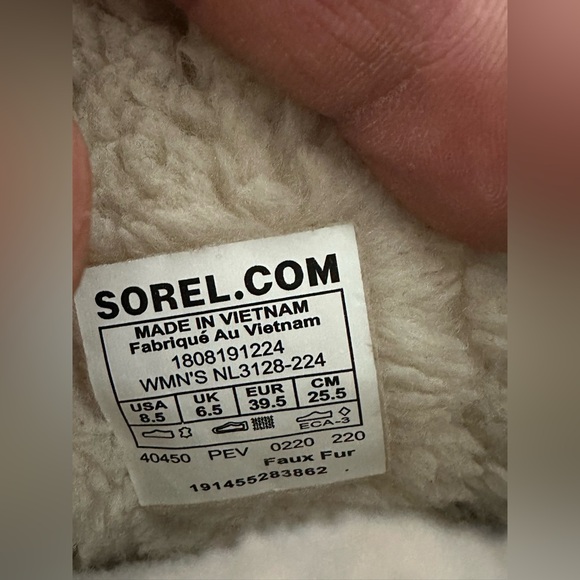 SOREL.COM
MADE IN VIETNAM
Fabriqué Au Vietnam
1808191224
WMN'S NL3128-224
USA UK EUR CM
8.5 6.5 39.5 25.5
ECA-3
40450 PEV 0220 220
Faux Fur
191455283862